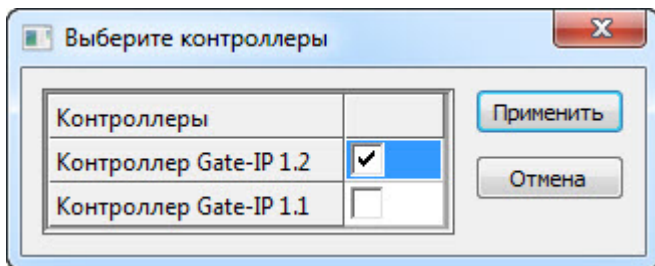 Выберите контроллеры
Контроллеры
Применить
Контроллер Gate-IP 1.2
Отмена
Контроллер Gate-IP 1.1